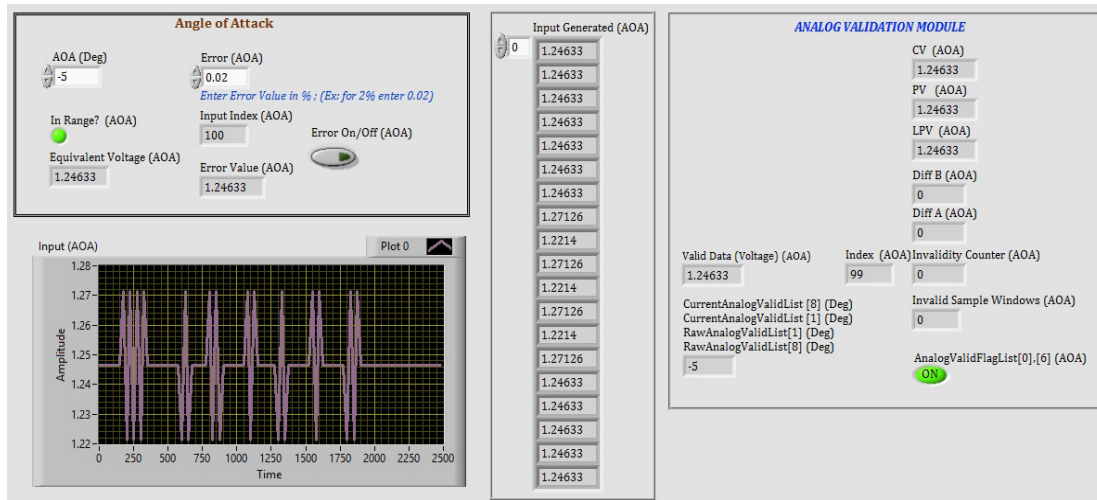 Angle of Attack
AOA (Deg)
-5
Error (AOA)
0.02
Enter Error Value in % ; (Ex: for 2% enter 0.02)
In Range? (AOA)
Input Index (AOA)
100
Error On/Off (AOA)
Equivalent Voltage (AOA)
1.24633
Error Value (AOA)
1.24633
Input (AOA)
Plot 0
Amplitude
1.28
1.27
1.26
1.25
1.24
1.23
1.22
0 250 500 750 1000 1250 1500 1750 2000 2250 2500
Time
Input Generated (AOA)
0
1.24633
1.24633
1.24633
1.24633
1.24633
1.24633
1.24633
1.27126
1.2214
1.27126
1.2214
1.27126
1.2214
1.27126
1.24633
1.24633
1.24633
1.24633
1.24633
ANALOG VALIDATION MODULE
CV (AOA)
1.24633
PV (AOA)
1.24633
LPV (AOA)
1.24633
Diff B (AOA)
0
Diff A (AOA)
0
Valid Data (Voltage) (AOA)
1.24633
Index (AOA)
99
Invalidity Counter (AOA)
0
CurrentAnalogValidList [8] (Deg)
CurrentAnalogValidList [1] (Deg)
RawAnalogValidList[1] (Deg)
RawAnalogValidList[8] (Deg)
-5
Invalid Sample Windows (AOA)
0
AnalogValidFlagList[0],[6] (AOA)
ON